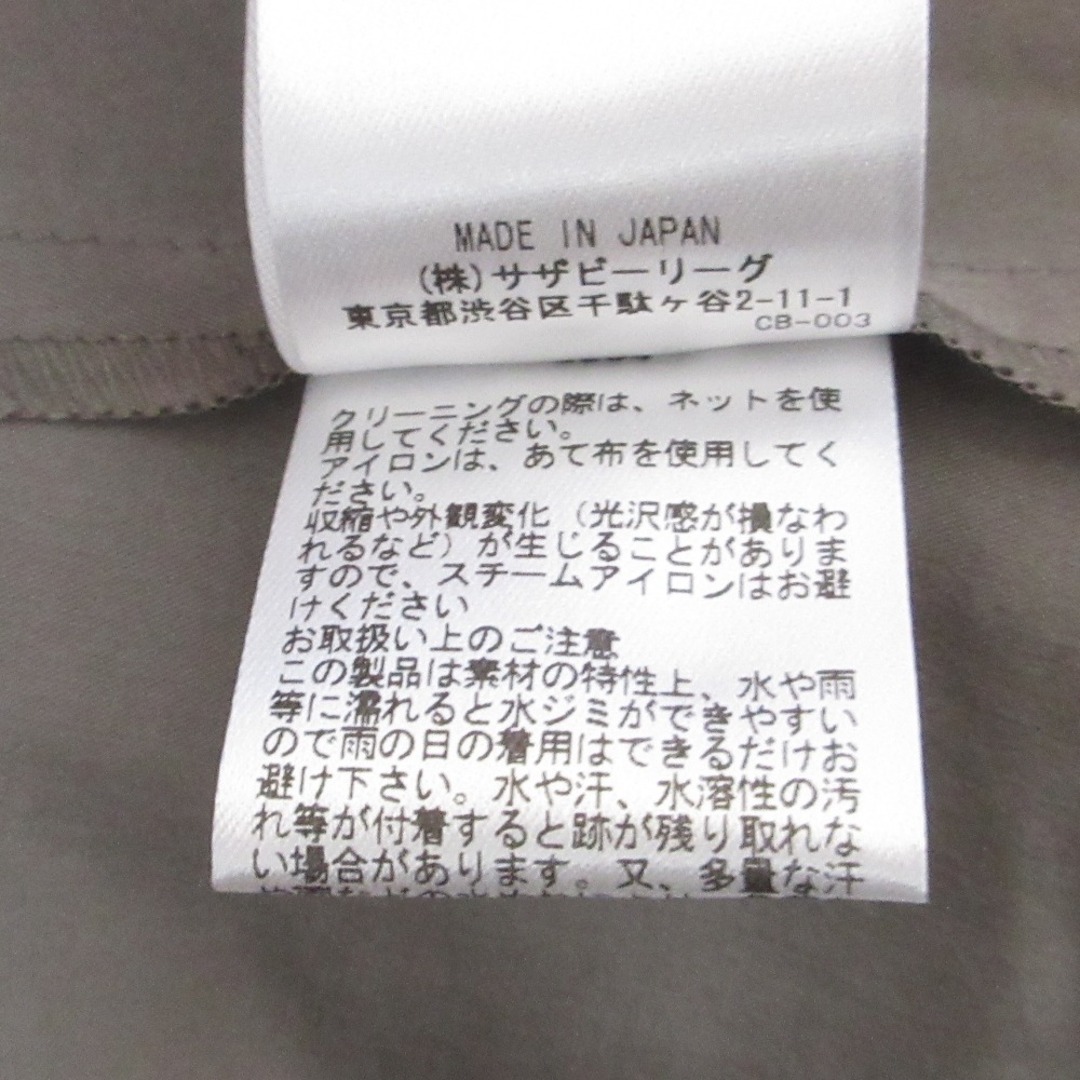 MADE IN JAPAN
(株)サザビーリーグ
東京都渋谷区千駄ヶ谷2-11-1
CB-003
クリーニングの際は、ネットを使
用してください。
アイロンは、あて布を使用してく
ださい。
収縮や外観変化(光沢感が損なわ
れるなど)が生じることがありま
すので、スチームアイロンはお避
けください
お取扱い上のご注意
この製品は素材の特性上、水や雨
等に濡れると水ジミができやすい
ので雨の日の着用はできるだけお
避け下さい。水や汗、水溶性の汚
れ等が付着すると跡が残り取れな
い場合があります。又、多量な汗